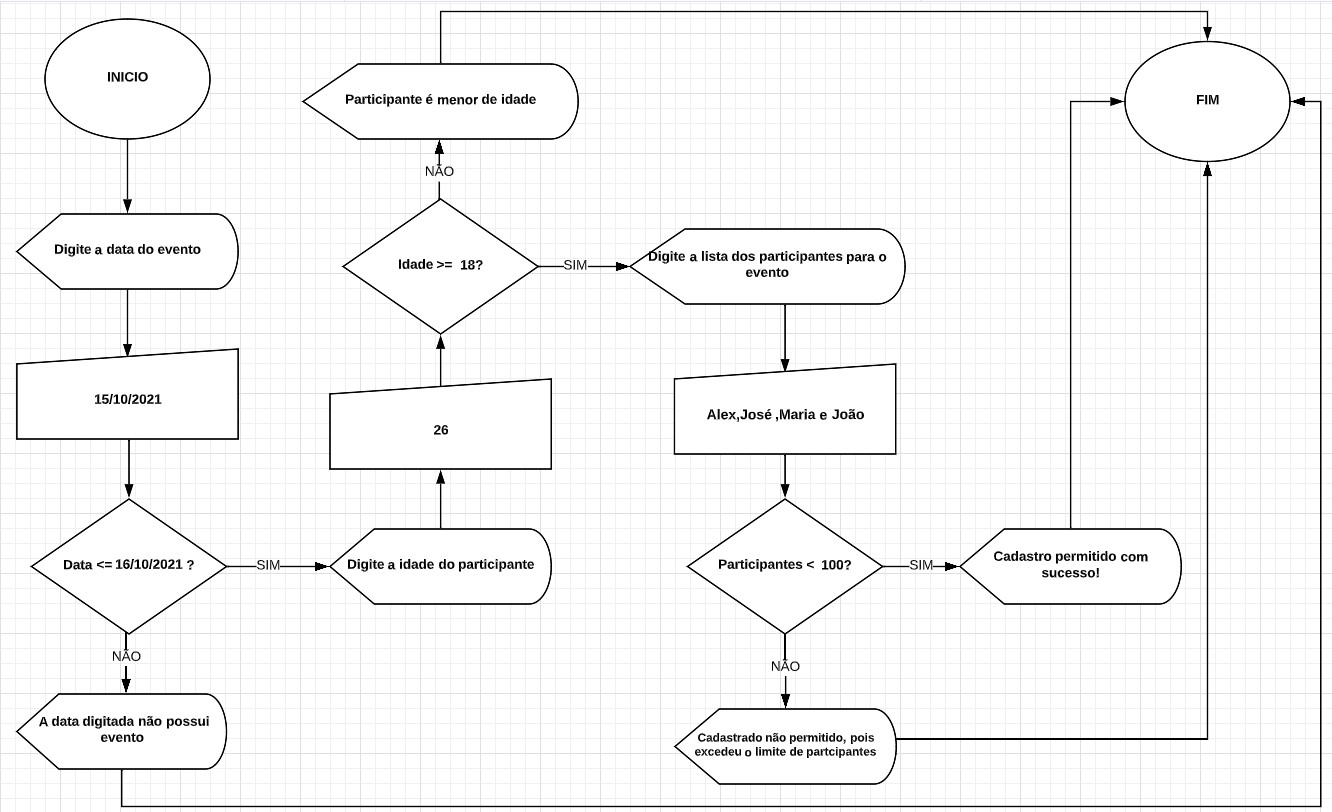 INICIO
Digite a data do evento
15/10/2021
Data <= 16/10/2021 ?
NÃO
A data digitada não possui
evento
SIM
Digite a idade do participante
26
Idade >= 18?
NÃO
Participante é menor de idade
SIM
Digite a lista dos participantes para o
evento
Alex,José ,Maria e João
Participantes < 100?
NÃO
Cadastrado não permitido, pois
excedeu o limite de partcipantes
SIM
Cadastro permitido com
sucesso!
FIM